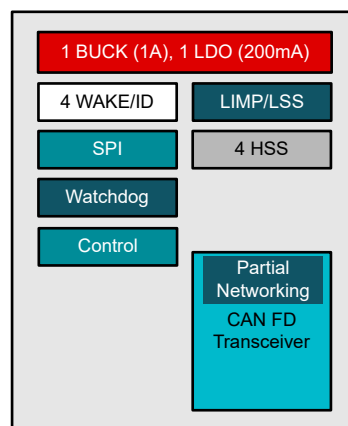 1 BUCK (1A), 1 LDO (200mA)
4 WAKE/ID
LIMP/LSS
SPI
4 HSS
Watchdog
Control
Partial
Networking
CAN FD
Transceiver